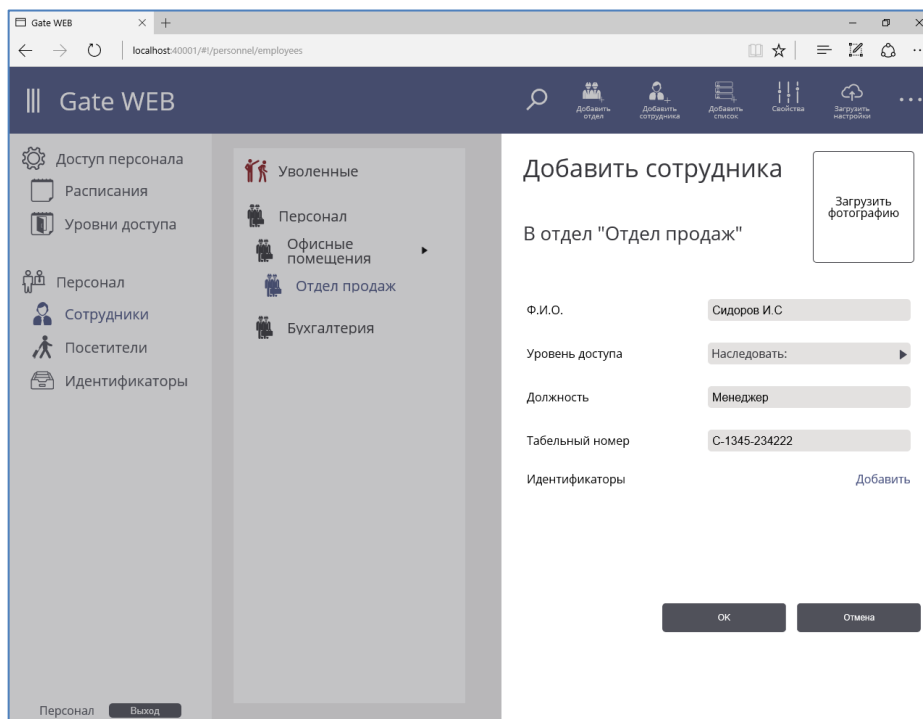 Gate WEB
localhost:40001/#!/personnel/employees
Gate WEB
Добавить
отдел
Добавить
сотрудника
Добавить
список
Свойства
Загрузить
настройки
Доступ персонала
Расписания
Уровни доступа
Персонал
Сотрудники
Посетители
Идентификаторы
Персонал
Выход
Уволенные
Персонал
Офисные
помещения
Отдел продаж
Бухгалтерия
Добавить сотрудника
В отдел "Отдел продаж"
Загрузить
фотографию
Ф.И.О.
Сидоров И.С
Уровень доступа
Наследовать:
Должность
Менеджер
Табельный номер
С-1345-234222
Идентификаторы
Добавить
ОК
Отмена